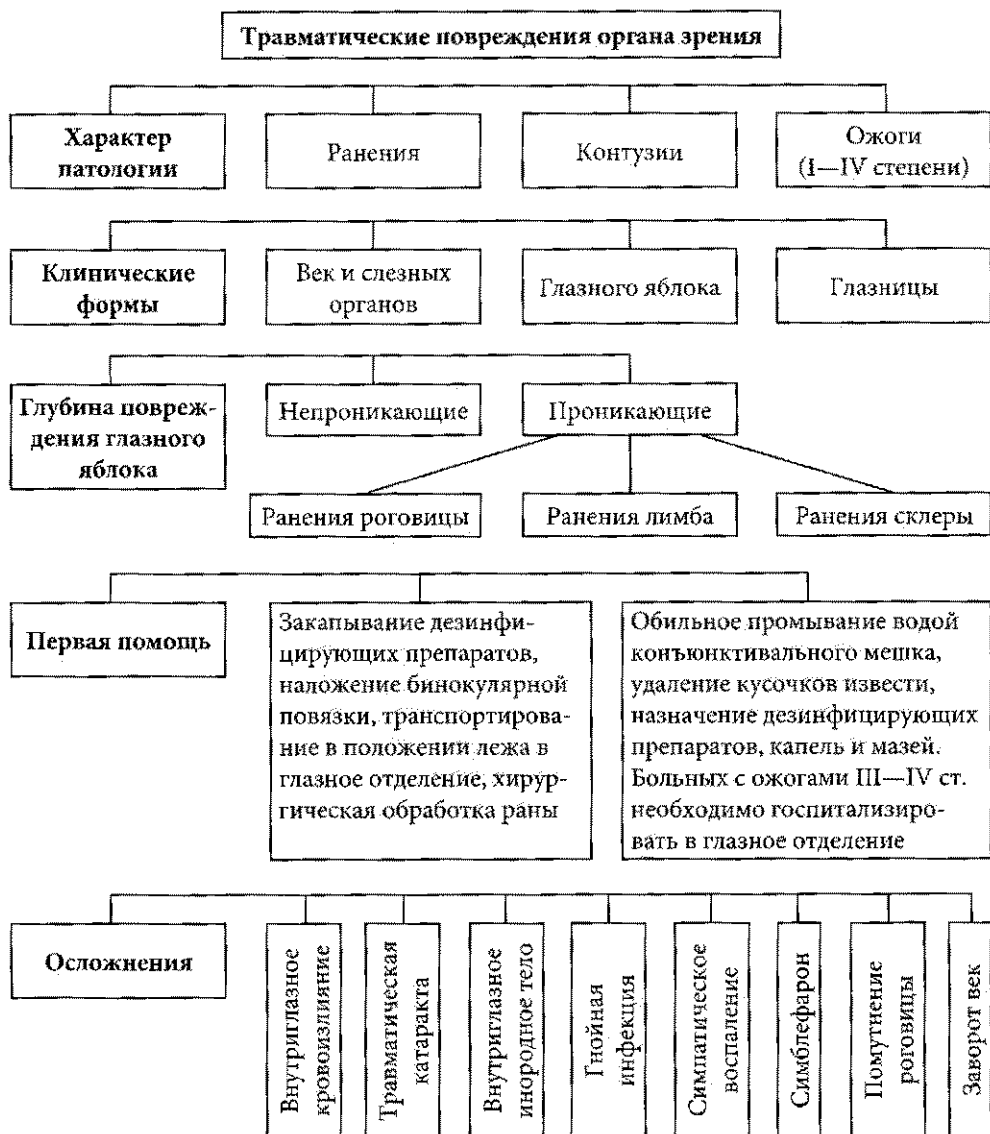 Травматические повреждения органа зрения
Характер
патологии
Ранения
Контузии
Ожоги
(I—IV степени)
Клинические
формы
Век и слезных
органов
Глазного яблока
Глазницы
Глубина повреж-
дения глазного
яблока
Непроникающие
Проникающие
Ранения роговицы
Ранения лимба
Ранения склеры
Первая помощь
Закапывание дезинфи-
цирующих препаратов,
наложение бинокулярной
повязки, транспортирова-
ние в положении лежа в
глазное отделение, хирур-
гическая обработка раны
Обильное промывание водой
конъюнктивального мешка,
удаление кусочков извести,
назначение дезинфицирующих
препаратов, капель и мазей.
Больных с ожогами III—IV ст.
необходимо госпитализиро-
вать в глазное отделение
Осложнения
Внутриглазное
кровоизлияние
Травматическая
катаракта
Внутриглазное
инородное тело
Гнойная
инфекция
Симпатическое
воспаление
Симблефарон
Помутнение
роговицы
Заворот век